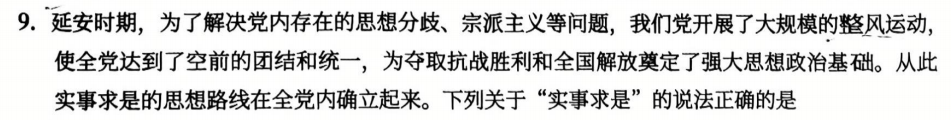 9. 延安时期，为了解决党内存在的思想分歧、宗派主义等问题，我们党开展了大规模的整风运动，
使全党达到了空前的团结和统一，为夺取抗战胜利和全国解放奠定了强大思想政治基础。从此
实事求是的思想路线在全党内确立起来。下列关于“实事求是”的说法正确的是